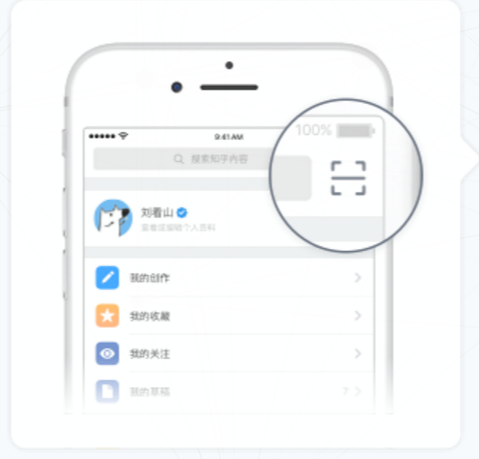 9:41 AM
100%
搜索知乎内容
刘看山
查看或编辑个人资料
我的创作
我的收藏
我的关注
我的草稿
7